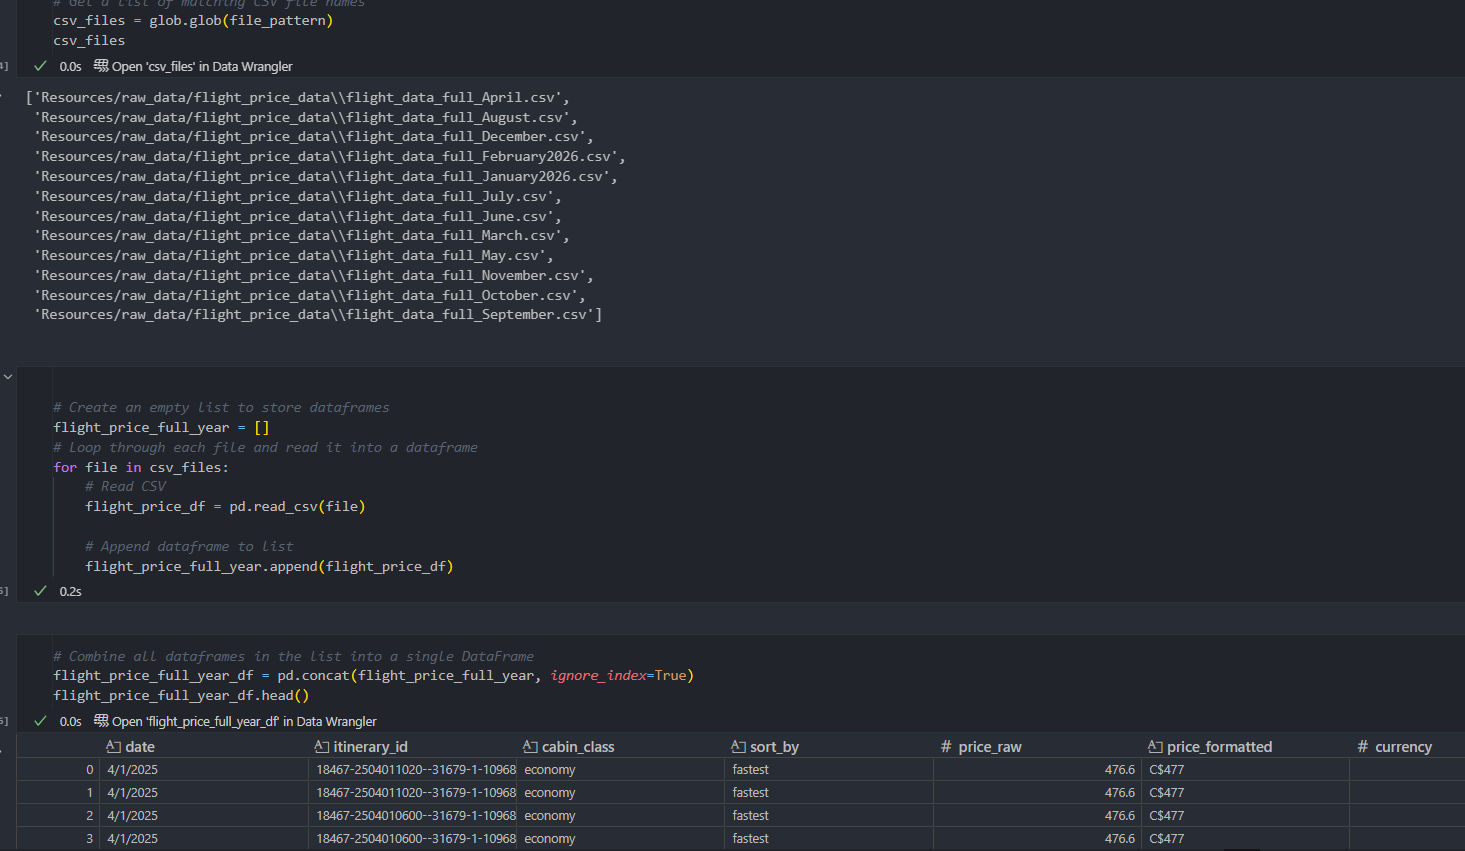 # Get a list of matching CSV file names
csv_files = glob.glob(file_pattern)
csv_files
4] 0.0s Open 'csv_files' in Data Wrangler
['Resources/raw_data/flight_price_data\\flight_data_full_April.csv',
'Resources/raw_data/flight_price_data\\flight_data_full_August.csv',
'Resources/raw_data/flight_price_data\\flight_data_full_December.csv',
'Resources/raw_data/flight_price_data\\flight_data_full_February2026.csv',
'Resources/raw_data/flight_price_data\\flight_data_full_January2026.csv',
'Resources/raw_data/flight_price_data\\flight_data_full_July.csv',
'Resources/raw_data/flight_price_data\\flight_data_full_June.csv',
'Resources/raw_data/flight_price_data\\flight_data_full_March.csv',
'Resources/raw_data/flight_price_data\\flight_data_full_May.csv',
'Resources/raw_data/flight_price_data\\flight_data_full_November.csv',
'Resources/raw_data/flight_price_data\\flight_data_full_October.csv',
'Resources/raw_data/flight_price_data\\flight_data_full_September.csv']
# Create an empty list to store dataframes
flight_price_full_year = []
# Loop through each file and read it into a dataframe
for file in csv_files:
# Read CSV
flight_price_df = pd.read_csv(file)
# Append dataframe to list
flight_price_full_year.append(flight_price_df)
0.2s
# Combine all dataframes in the list into a single DataFrame
flight_price_full_year_df = pd.concat(flight_price_full_year, ignore_index=True)
flight_price_full_year_df.head()
0.0s Open 'flight_price_full_year_df' in Data Wrangler
date itinerary_id cabin_class sort_by # price_raw price_formatted # currency
0 4/1/2025 18467-2504011020--31679-1-10968 economy fastest 476.6 C$477
1 4/1/2025 18467-2504011020--31679-1-10968 economy fastest 476.6 C$477
2 4/1/2025 18467-2504010600--31679-1-10968 economy fastest 476.6 C$477
3 4/1/2025 18467-2504010600--31679-1-10968 economy fastest 476.6 C$477